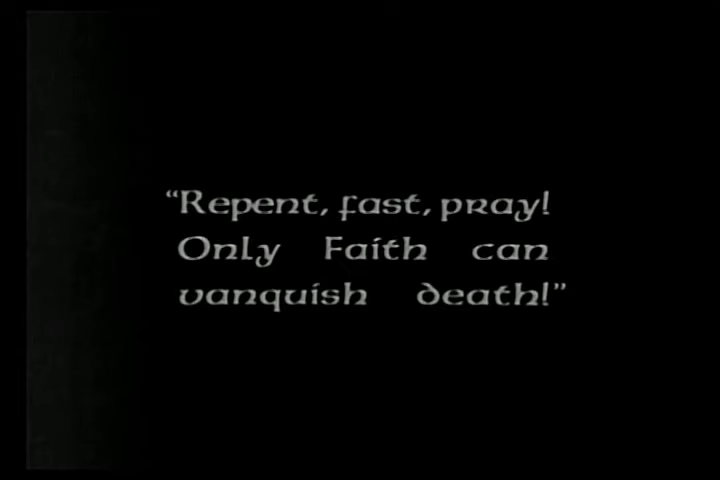 “Repent, fast, pray!
Only Faith can
vanquish death!”